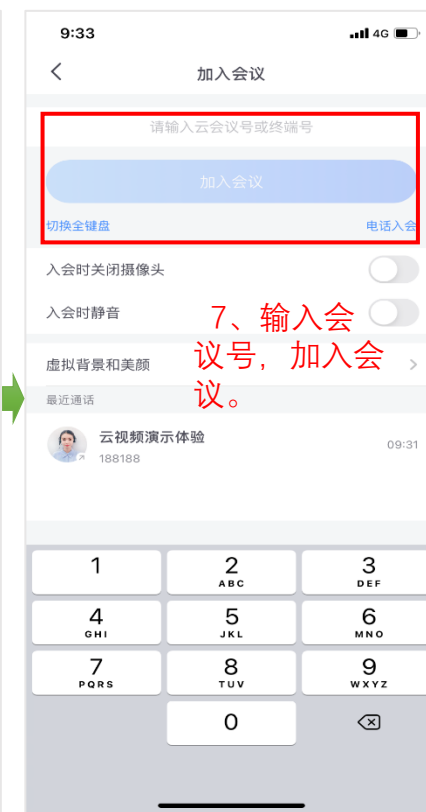 9:33
4G
加入会议
请输入云会议号或终端号
加入会议
切换全键盘
电话入会
入会时关闭摄像头
入会时静音
7、输入会
议号，加入会
议。
虚拟背景和美颜
最近通话
云视频演示体验
188188
09:31
1
2
ABC
3
DEF
4
GHI
5
JKL
6
MNO
7
PQRS
8
TUV
9
WXYZ
0